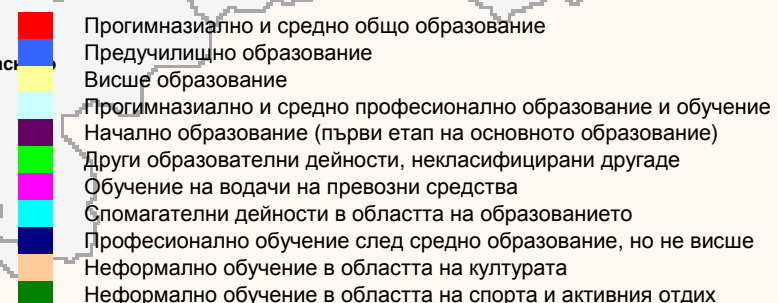 Прогимназиално и средно общо образование
Предучилищно образование
Висше образование
Прогимназиално и средно професионално образование и обучение
Начално образование (първи етап на основното образование)
Други образователни дейности, некласифицирани другаде
Обучение на водачи на превозни средства
Спомагателни дейности в областта на образованието
Професионално обучение след средно образование, но не висше
Неформално обучение в областта на културата
Неформално обучение в областта на спорта и активния отдих